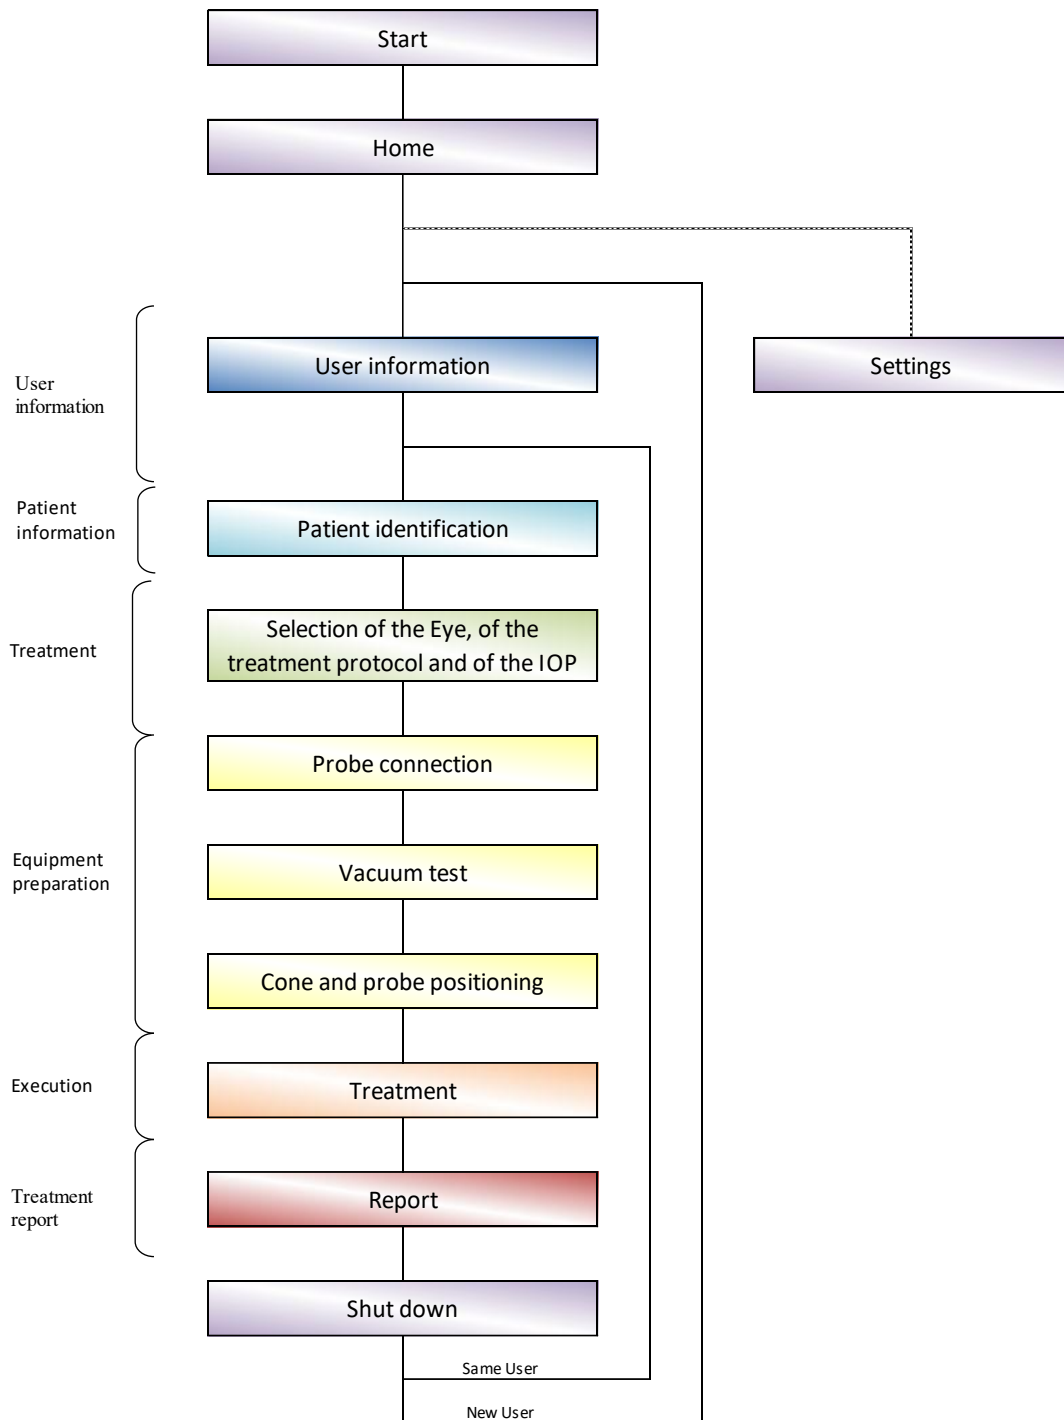 Start
Home
User information
Settings
User
information
Patient
information
Patient identification
Treatment
Selection of the Eye, of the
treatment protocol and of the IOP
Probe connection
Equipment
preparation
Vacuum test
Cone and probe positioning
Execution
Treatment
Treatment
report
Report
Shut down
Same User
New User